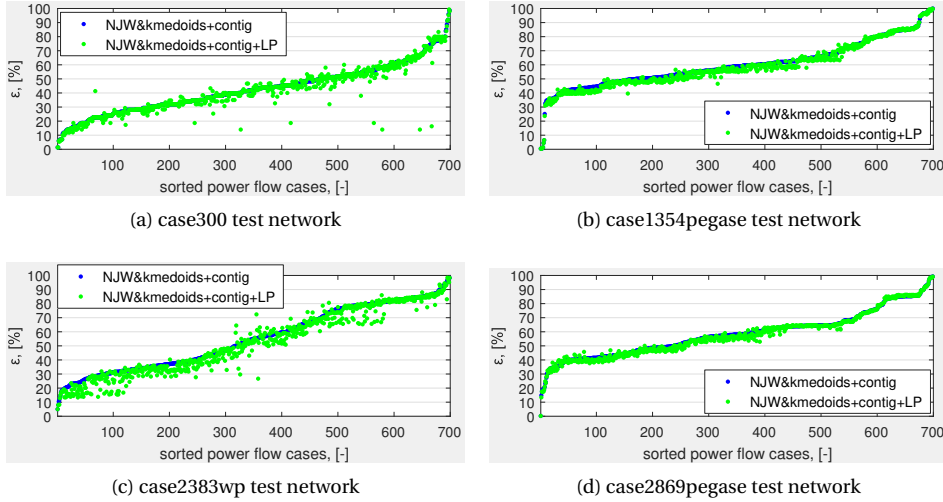 100
90
80
70
60
50
40
30
20
10
0
ε, [%]
NJW&kmedoids+contig
NJW&kmedoids+contig+LP
100 200 300 400 500 600 700
sorted power flow cases, [-]
(a) case300 test network
100
90
80
70
60
50
40
30
20
10
0
ε, [%]
NJW&kmedoids+contig
NJW&kmedoids+contig+LP
100 200 300 400 500 600 700
sorted power flow cases, [-]
(b) case1354pegase test network
100
90
80
70
60
50
40
30
20
10
0
ε, [%]
NJW&kmedoids+contig
NJW&kmedoids+contig+LP
100 200 300 400 500 600 700
sorted power flow cases, [-]
(c) case2383wp test network
100
90
80
70
60
50
40
30
20
10
0
ε, [%]
NJW&kmedoids+contig
NJW&kmedoids+contig+LP
100 200 300 400 500 600 700
sorted power flow cases, [-]
(d) case2869pegase test network